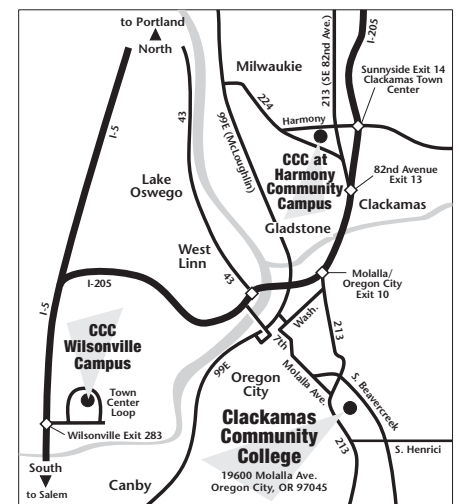 to Portland
North
I-205
213 (SE 82nd Ave.)
Milwaukie
Sunnyside Exit 14
Clackamas Town
Center
224
Harmony
I-5
43
99E (McLoughlin)
CCC at
Harmony
Community
Campus
82nd Avenue
Exit 13
Lake
Oswego
Clackamas
Gladstone
West
Linn
43
Molalla/
Oregon City
Exit 10
I-205
I-5
Wash.
213
7th
CCC
Wilsonville
Campus
99E
Oregon
City
Molalla Ave.
S. Beavercreek
Town
Center
Loop
Clackamas
Community
College
Wilsonville Exit 283
213
S. Henrici
South
to Salem
Canby
19600 Molalla Ave.
Oregon City, OR 97045